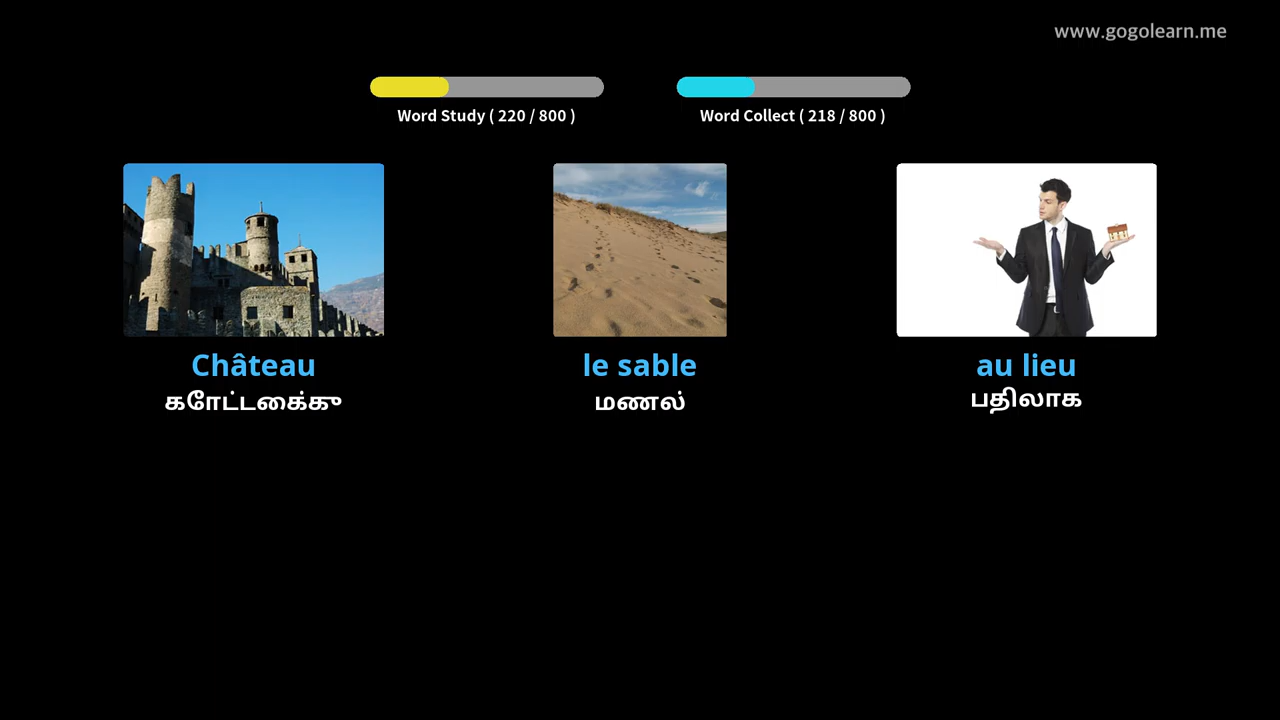 www.gogolearn.me
Word Study ( 220 / 800 )
Word Collect ( 218 / 800 )
Château
கோட்டைக்கு
le sable
மணல்
au lieu
பதிலாக